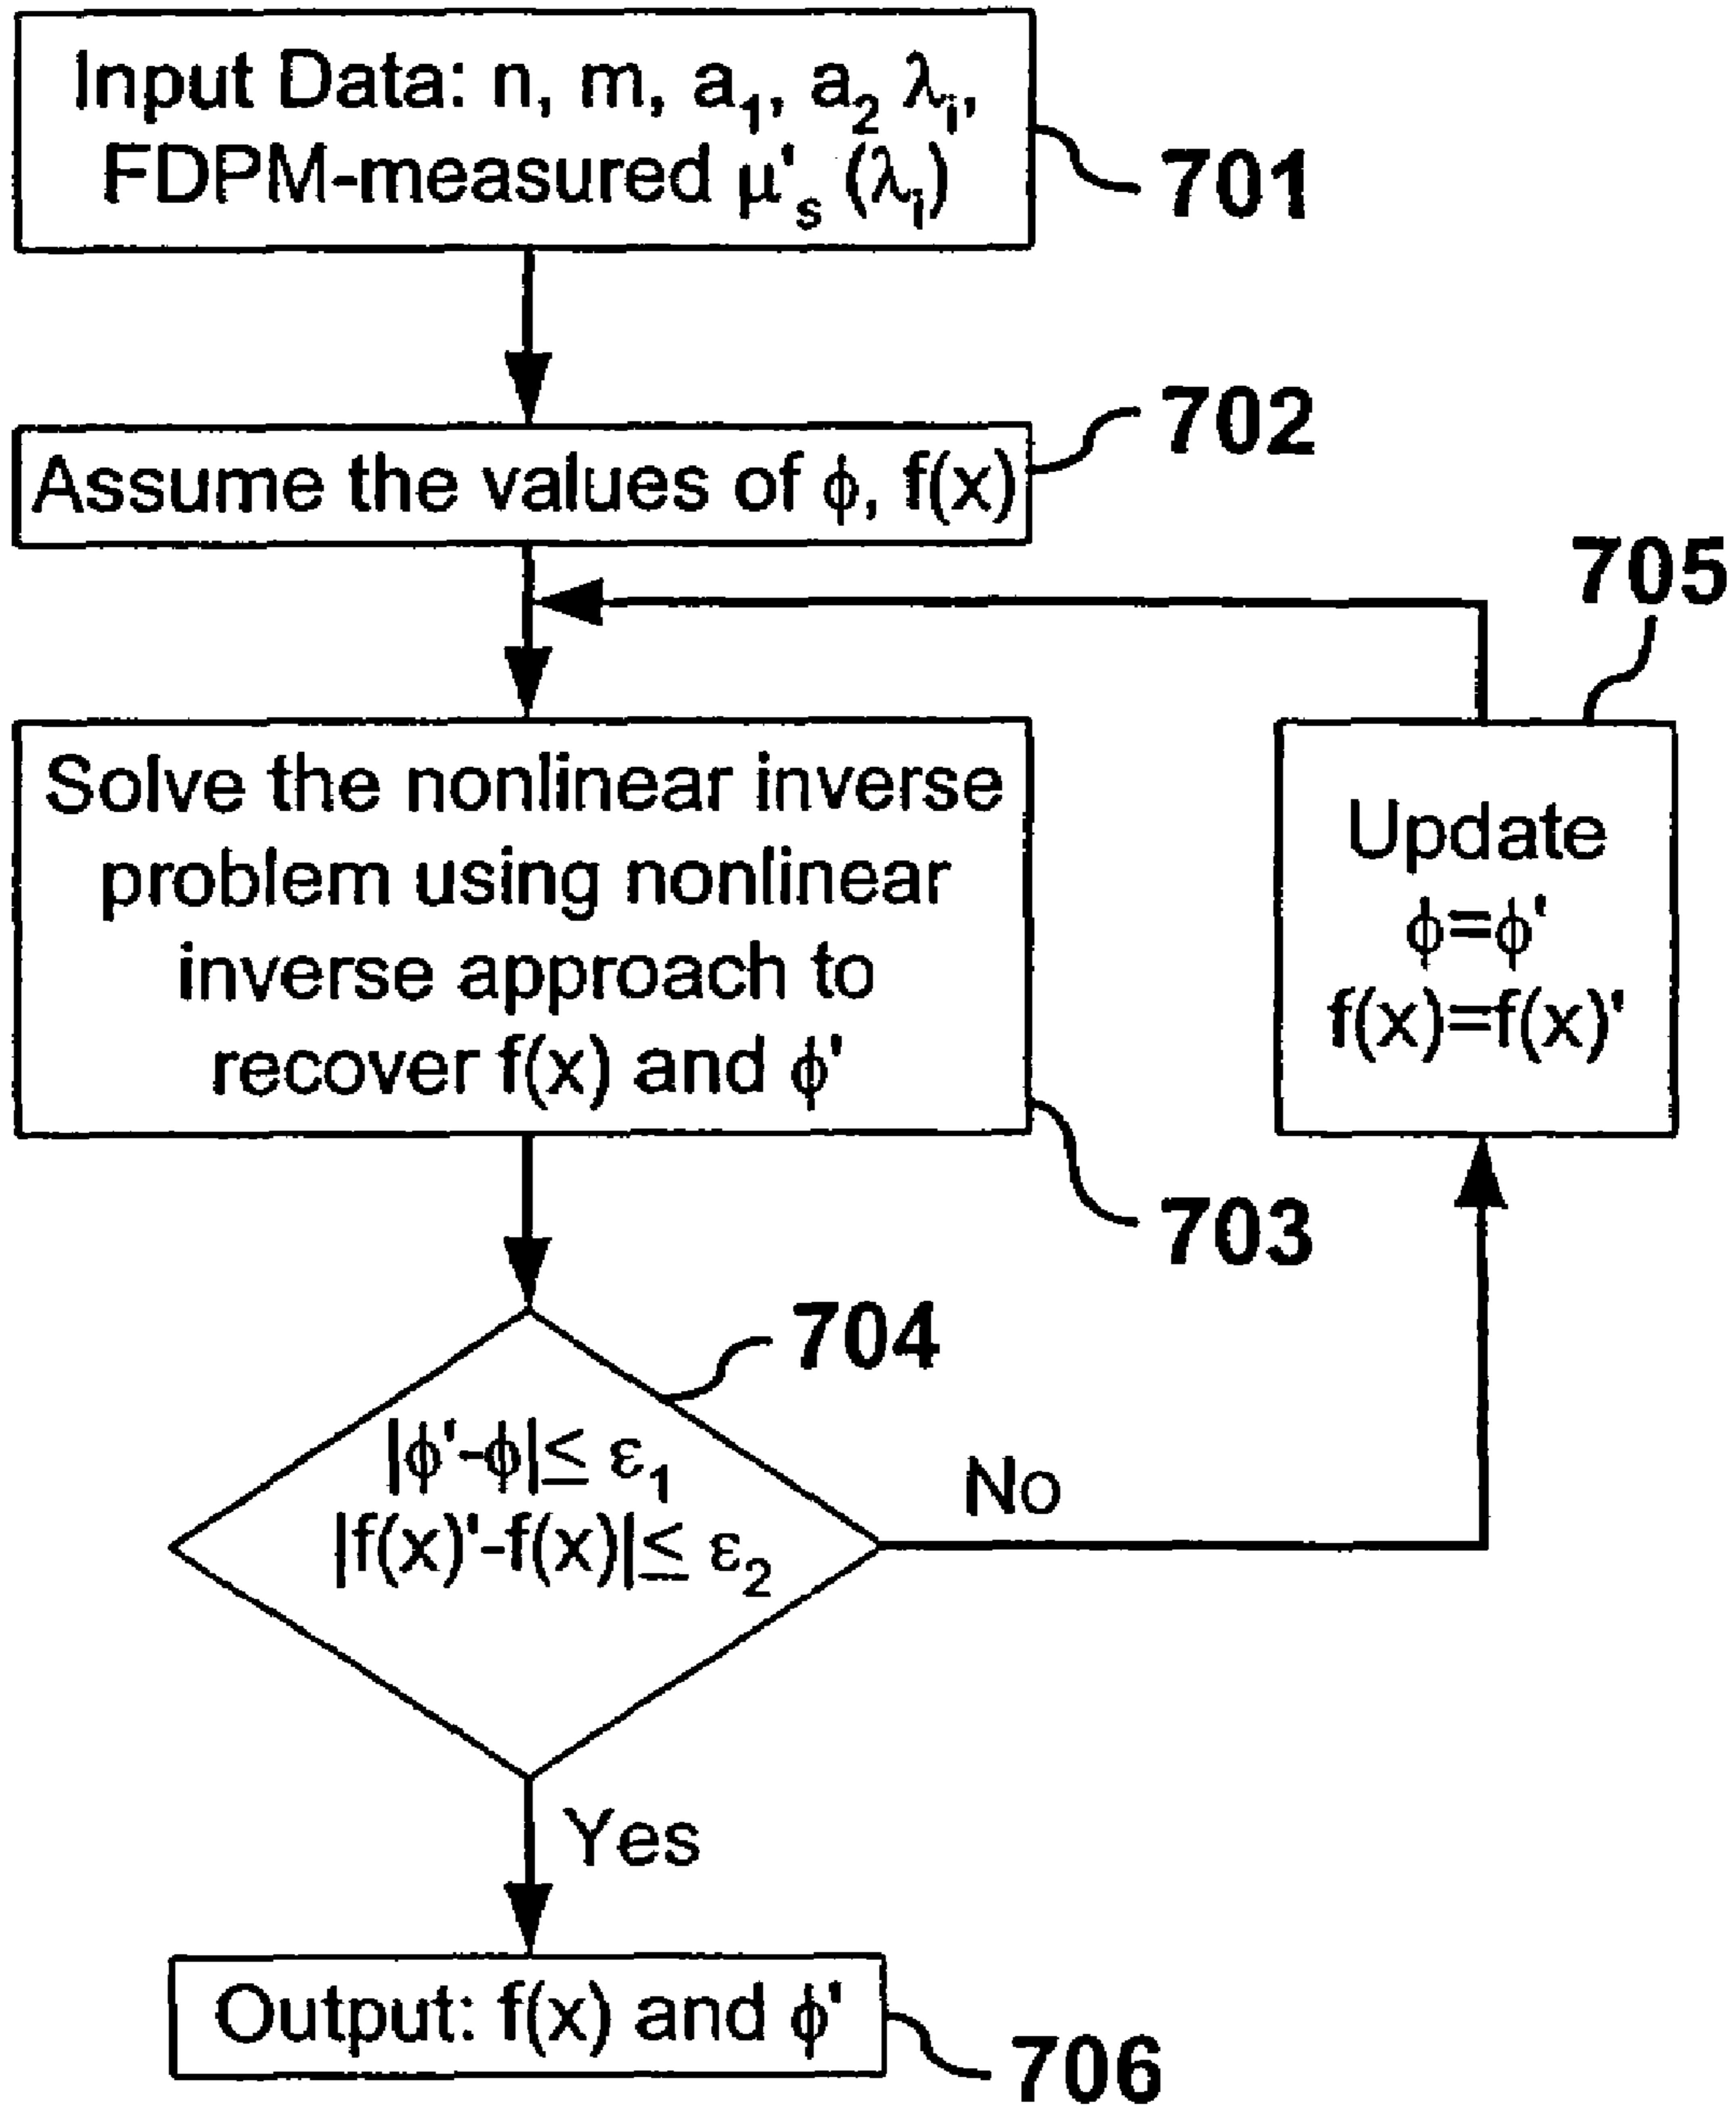 Input Data: n, m, a₁, a₂ λᵢ,
FDPM-measured μ'ₛ (λᵢ)
701
702
Assume the values of ϕ, f(x)
705
Solve the nonlinear inverse
problem using nonlinear
inverse approach to
recover f(x) and ϕ'
Update
ϕ=ϕ'
f(x)=f(x)'
703
704
|ϕ'-ϕ|≤ ε₁
|f(x)'-f(x)|≤ ε₂
No
Yes
Output: f(x) and ϕ'
706